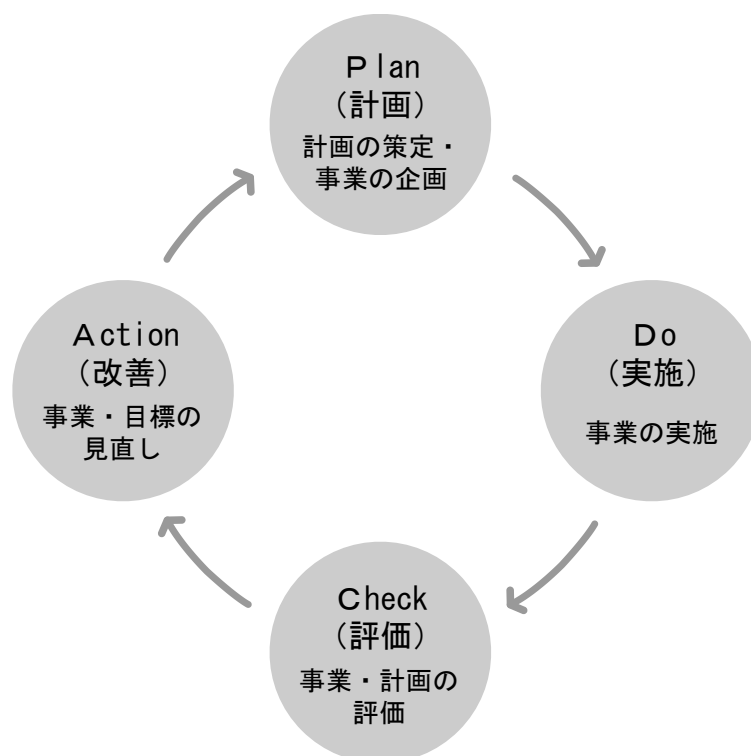 Plan
（計画）
計画の策定・
事業の企画
Do
（実施）
事業の実施
Check
（評価）
事業・計画の
評価
Action
（改善）
事業・目標の
見直し